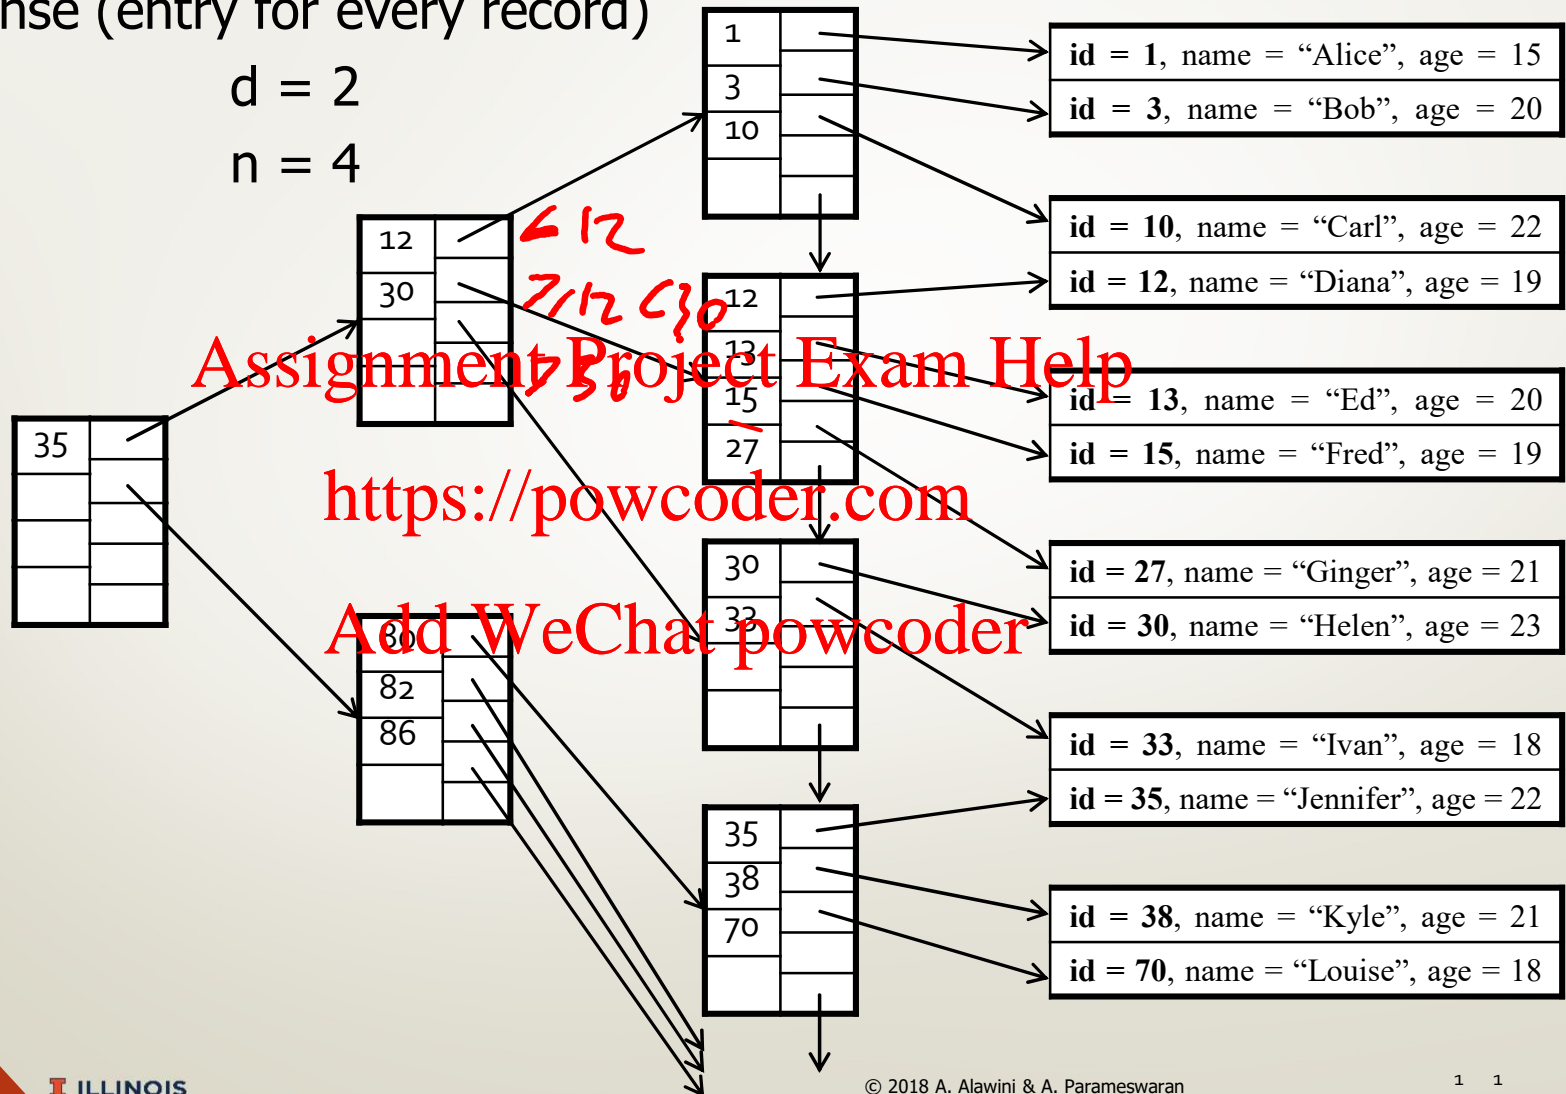 nse (entry for every record)
d = 2
n = 4
35
12
30
80
82
86
< 12
≥12 <30
≥30
1
3
10
12
13
15
27
30
33
35
38
70
id = 1, name = “Alice”, age = 15
id = 3, name = “Bob”, age = 20
id = 10, name = “Carl”, age = 22
id = 12, name = “Diana”, age = 19
id = 13, name = “Ed”, age = 20
id = 15, name = “Fred”, age = 19
id = 27, name = “Ginger”, age = 21
id = 30, name = “Helen”, age = 23
id = 33, name = “Ivan”, age = 18
id = 35, name = “Jennifer”, age = 22
id = 38, name = “Kyle”, age = 21
id = 70, name = “Louise”, age = 18
Assignment Project Exam Help
https://powcoder.com
Add WeChat powcoder
I ILLINOIS
© 2018 A. Alawini & A. Parameswaran
1 1